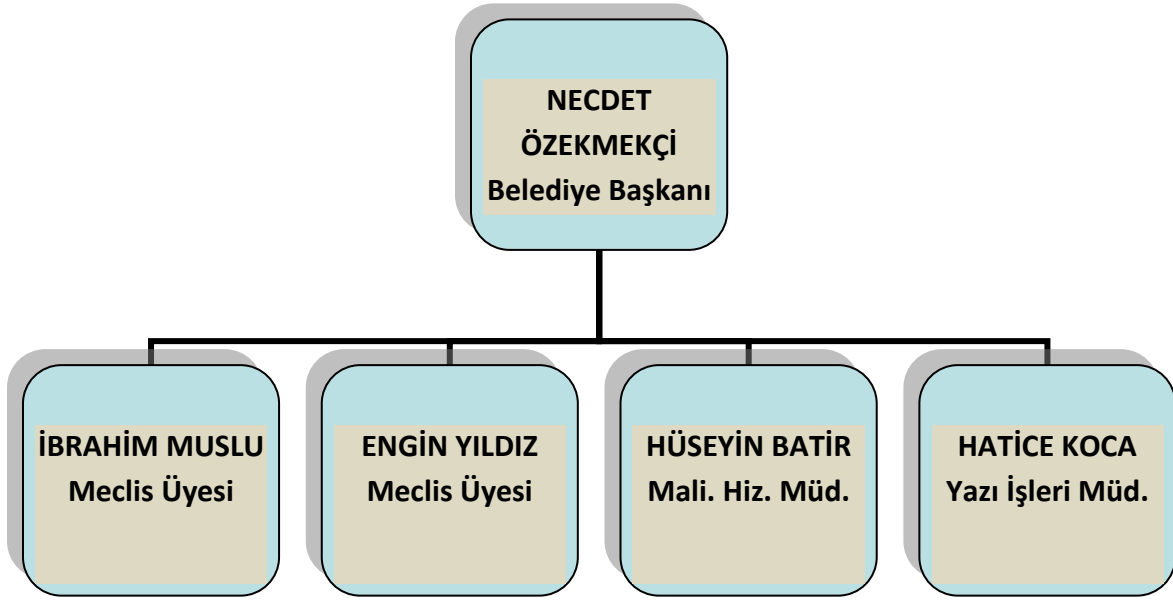 NECDET
ÖZEKMEKÇİ
Belediye Başkanı
İBRAHİM MUSLU
Meclis Üyesi
ENGİN YILDIZ
Meclis Üyesi
HÜSEYİN BATİR
Mali. Hiz. Müd.
HATİCE KOCA
Yazı İşleri Müd.